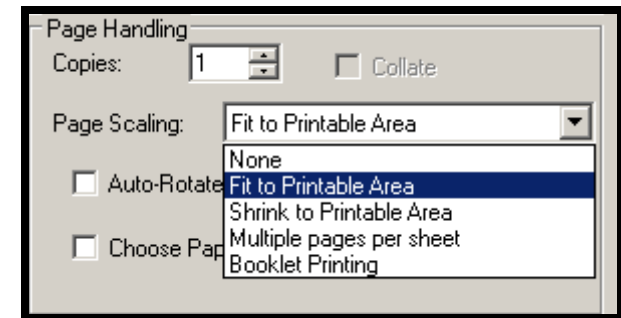 Page Handling
Copies: 1 Collate
Page Scaling: Fit to Printable Area
None
Auto-Rotate Fit to Printable Area
Shrink to Printable Area
Multiple pages per sheet
Choose Pap
Booklet Printing